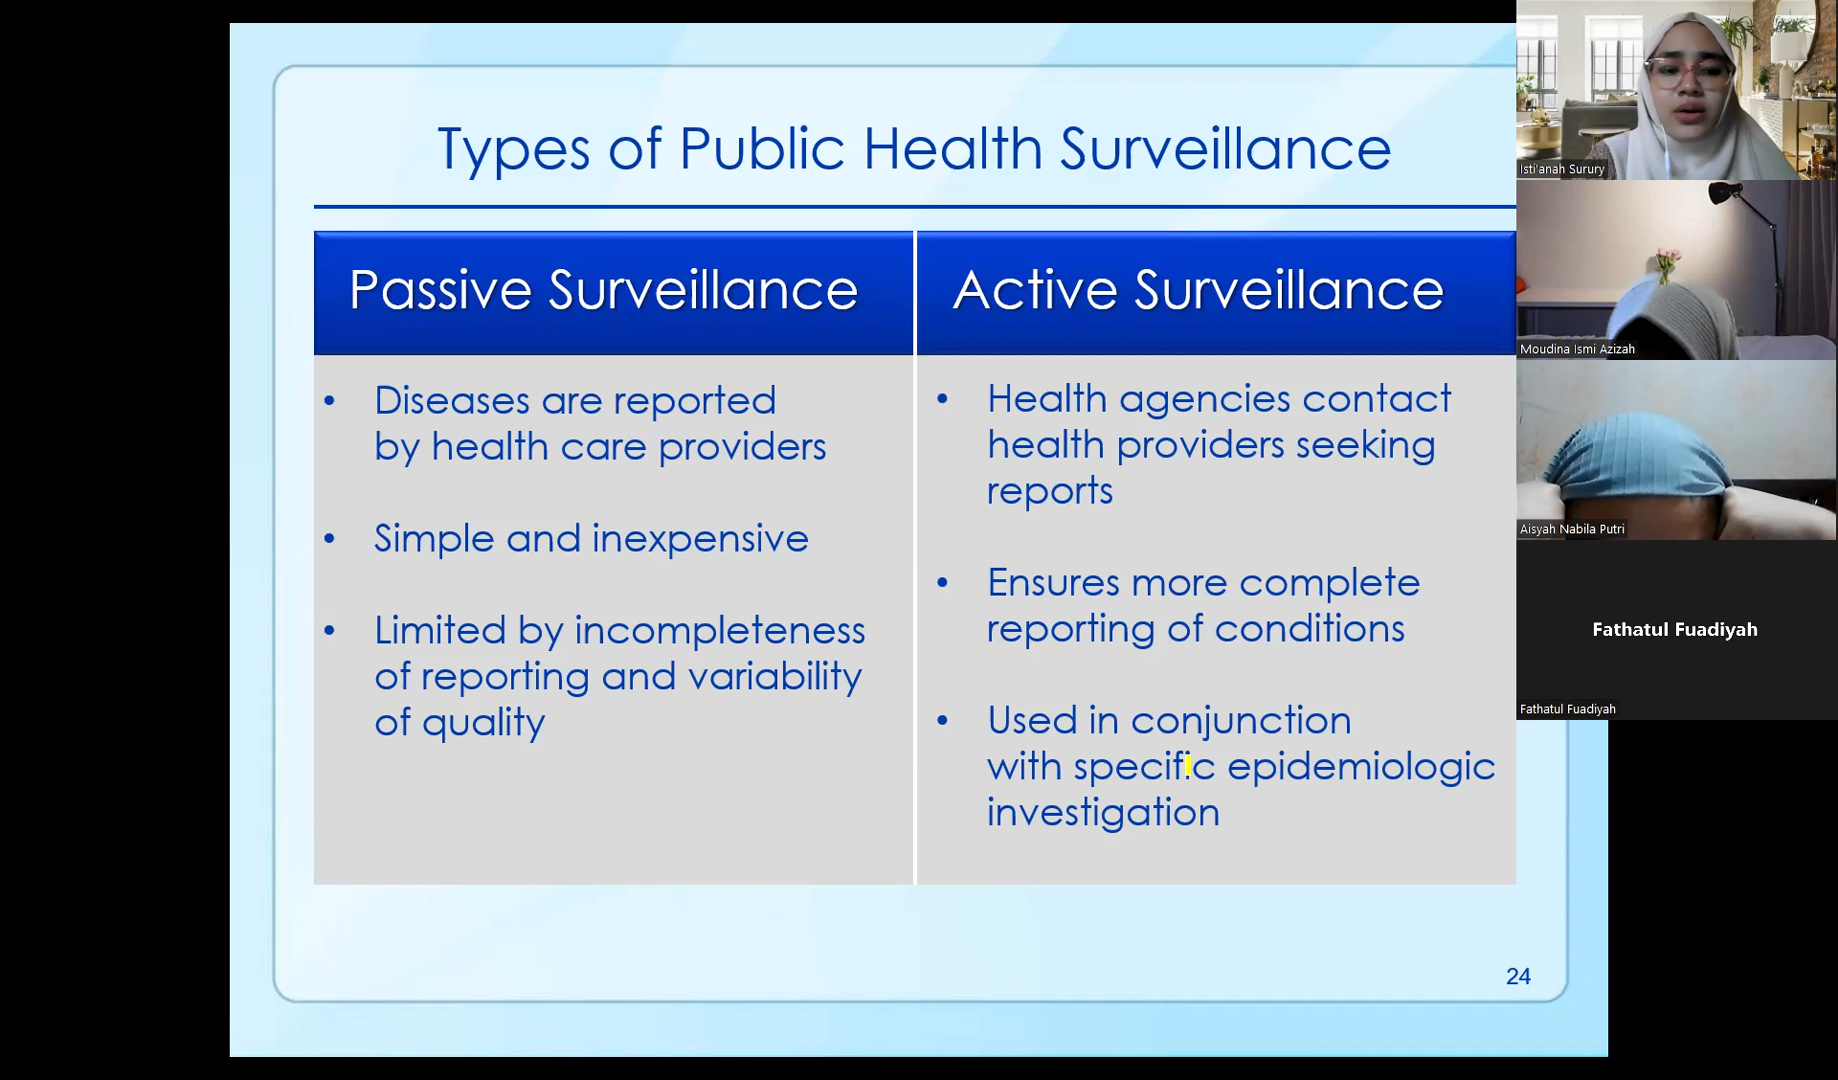 Types of Public Health Surveillance
Passive Surveillance
• Diseases are reported
by health care providers
• Simple and inexpensive
• Limited by incompleteness
of reporting and variability
of quality
Active Surveillance
• Health agencies contact
health providers seeking
reports
• Ensures more complete
reporting of conditions
• Used in conjunction
with specific epidemiologic
investigation
24
Isti'anah Surury
Moudina Ismi Azizah
Aisyah Nabila Putri
Fathatul Fuadiyah
Fathatul Fuadiyah